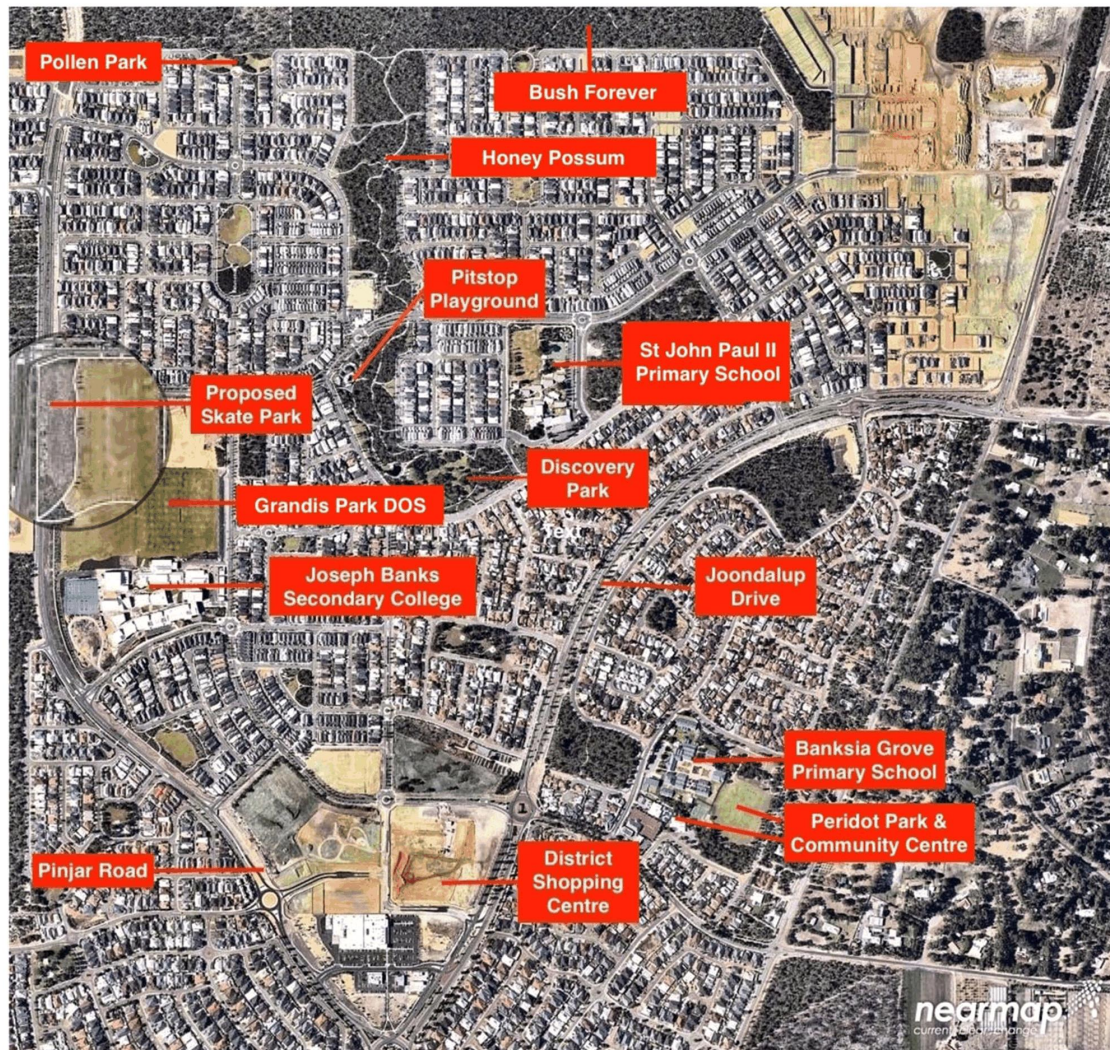 Pollen Park
Bush Forever
Honey Possum
Pitstop
Playground
St John Paul II
Primary School
Proposed
Skate Park
Discovery
Park
Grandis Park DOS
Text
Joseph Banks
Secondary College
Joondalup
Drive
Banksia Grove
Primary School
1
Peridot Park &
Community Centre
Pinjar Road
District
Shopping
Centre
nearmap